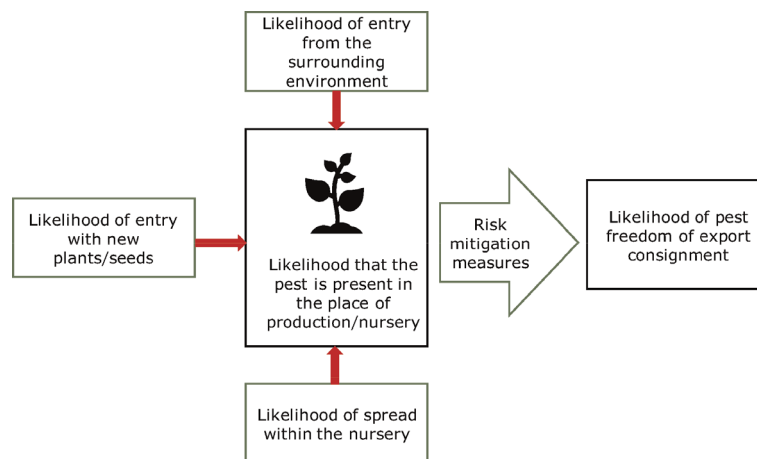 Likelihood of entry
from the
surrounding
environment
Likelihood of entry
with new
plants/seeds
Likelihood that the
pest is present in
the place of
production/nursery
Risk
mitigation
measures
Likelihood of pest
freedom of export
consignment
Likelihood of spread
within the nursery